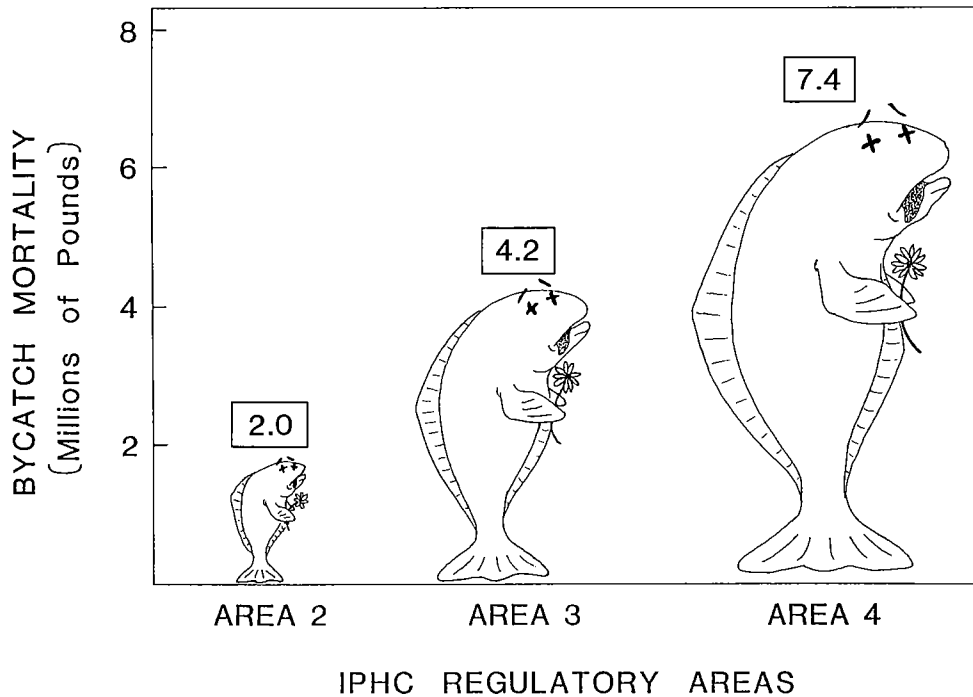 BYCATCH MORTALITY
(Millions of Pounds)
8
6
4
2
2.0
4.2
7.4
AREA 2
AREA 3
AREA 4
IPHC REGULATORY AREAS